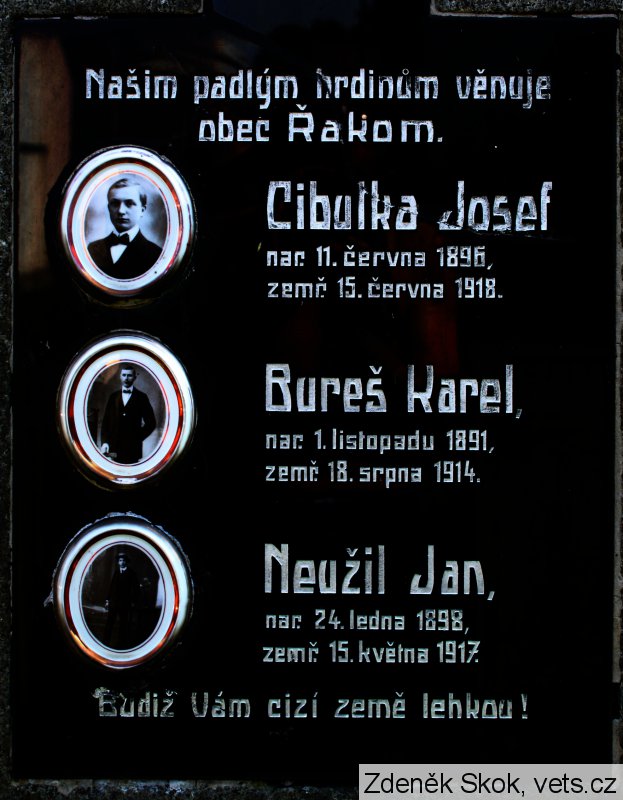 Našim padlým hrdinům věnuje
obec Řakom.
Cibulka Josef
nar. 11. června 1896,
zemř. 15. června 1918.
Bureš Karel,
nar. 1. listopadu 1891,
zemř. 18. srpna 1914.
Neužil Jan,
nar. 24. ledna 1898,
zemř. 15. května 1917.
Budiž Vám cizí země lehkou!
Zdeněk Skok, vets.cz